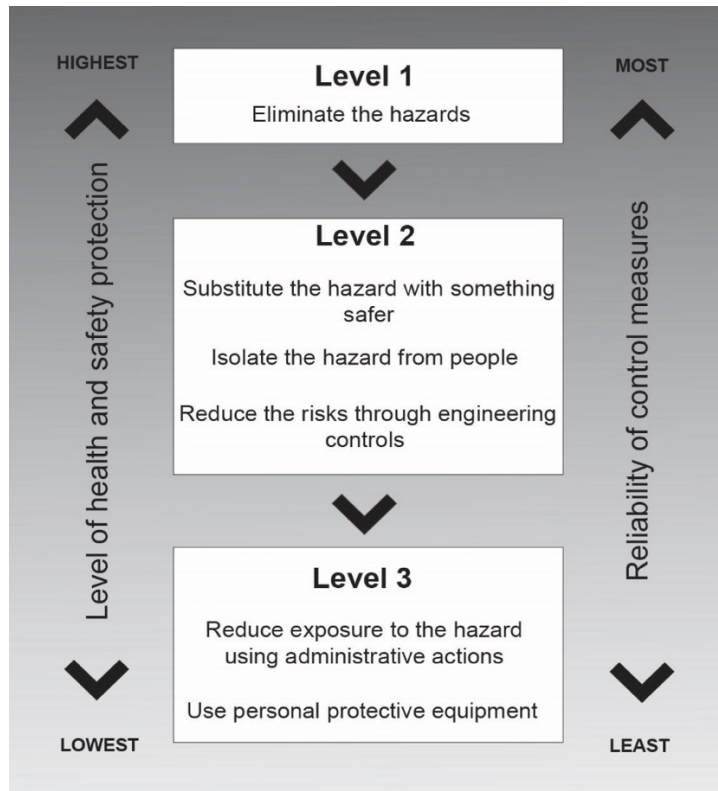 HIGHEST
MOST
Level 1
Eliminate the hazards
Level of health and safety protection
Reliability of control measures
Level 2
Substitute the hazard with something
safer
Isolate the hazard from people
Reduce the risks through engineering
controls
Level 3
Reduce exposure to the hazard
using administrative actions
Use personal protective equipment
LOWEST
LEAST